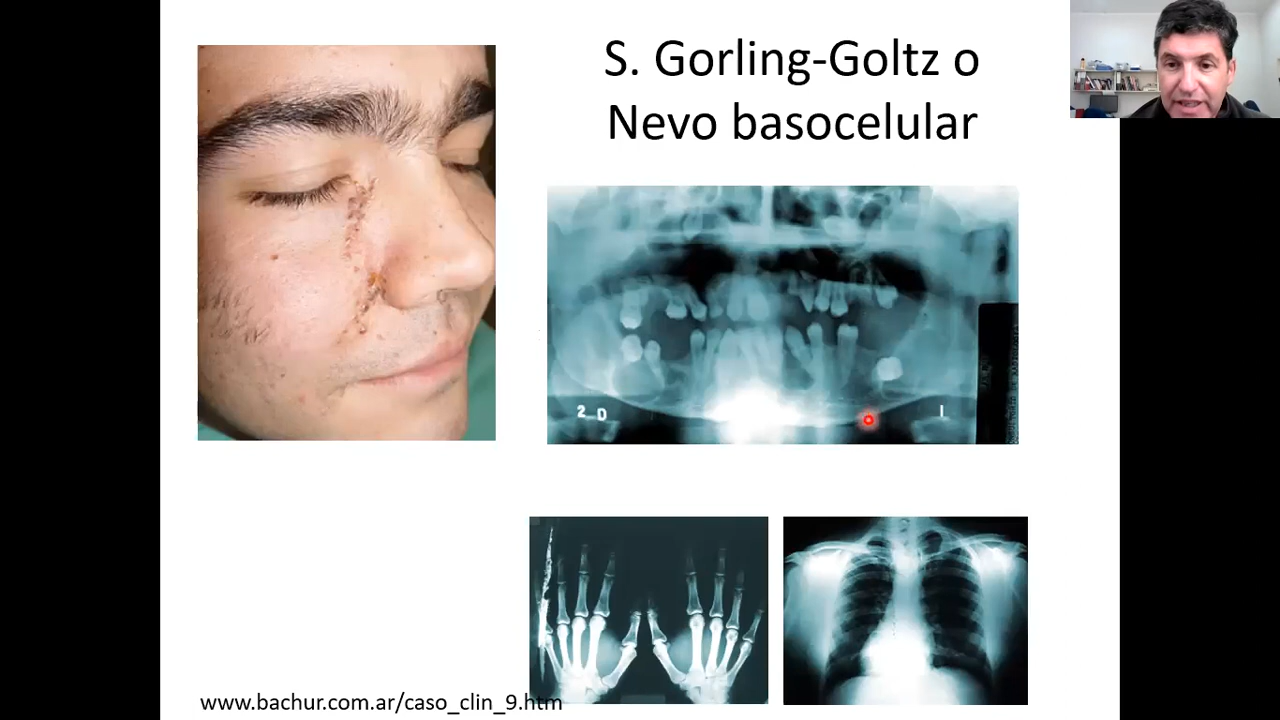 S. Gorling-Goltz o
Nevo basocelular
2 D
I
www.bachur.com.ar/caso_clin_9.htm